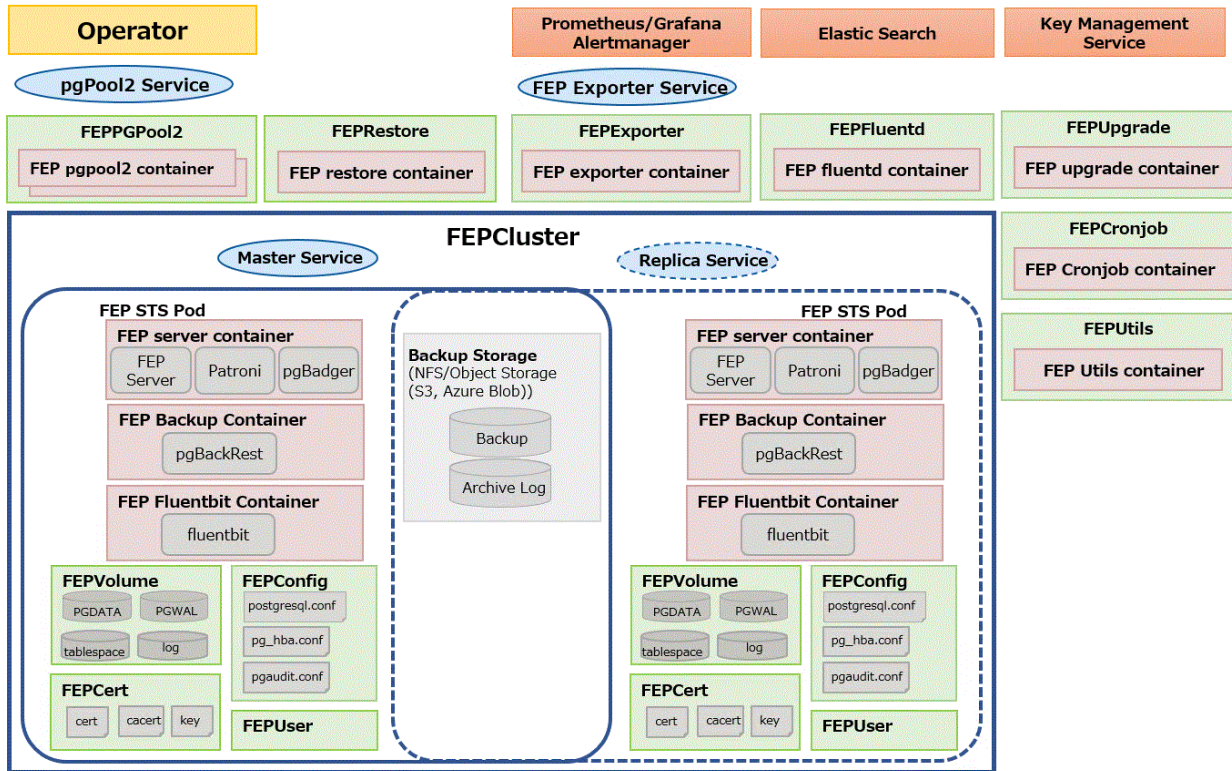 Operator
Prometheus/Grafana
Alertmanager
Elastic Search
Key Management
Service
pgPool2 Service
FEP Exporter Service
FEPPGPool2
FEP pgpool2 container
FEPRestore
FEP restore container
FEPExporter
FEP exporter container
FEPFluentd
FEP fluentd container
FEPUpgrade
FEP upgrade container
FEPCronjob
FEP Cronjob container
FEPUtils
FEP Utils container
FEPCluster
Master Service
Replica Service
FEP STS Pod
FEP server container
FEP
Server
Patroni
pgBadger
FEP Backup Container
pgBackRest
FEP Fluentbit Container
fluentbit
FEPVolume
PGDATA
PGWAL
tablespace
log
FEPConfig
postgresql.conf
pg_hba.conf
pgaudit.conf
FEPCert
cert
cacert
key
FEPUser
Backup Storage
(NFS/Object Storage
(S3, Azure Blob))
Backup
Archive Log
FEP STS Pod
FEP server container
FEP
Server
Patroni
pgBadger
FEP Backup Container
pgBackRest
FEP Fluentbit Container
fluentbit
FEPVolume
PGDATA
PGWAL
tablespace
log
FEPConfig
postgresql.conf
pg_hba.conf
pgaudit.conf
FEPCert
cert
cacert
key
FEPUser